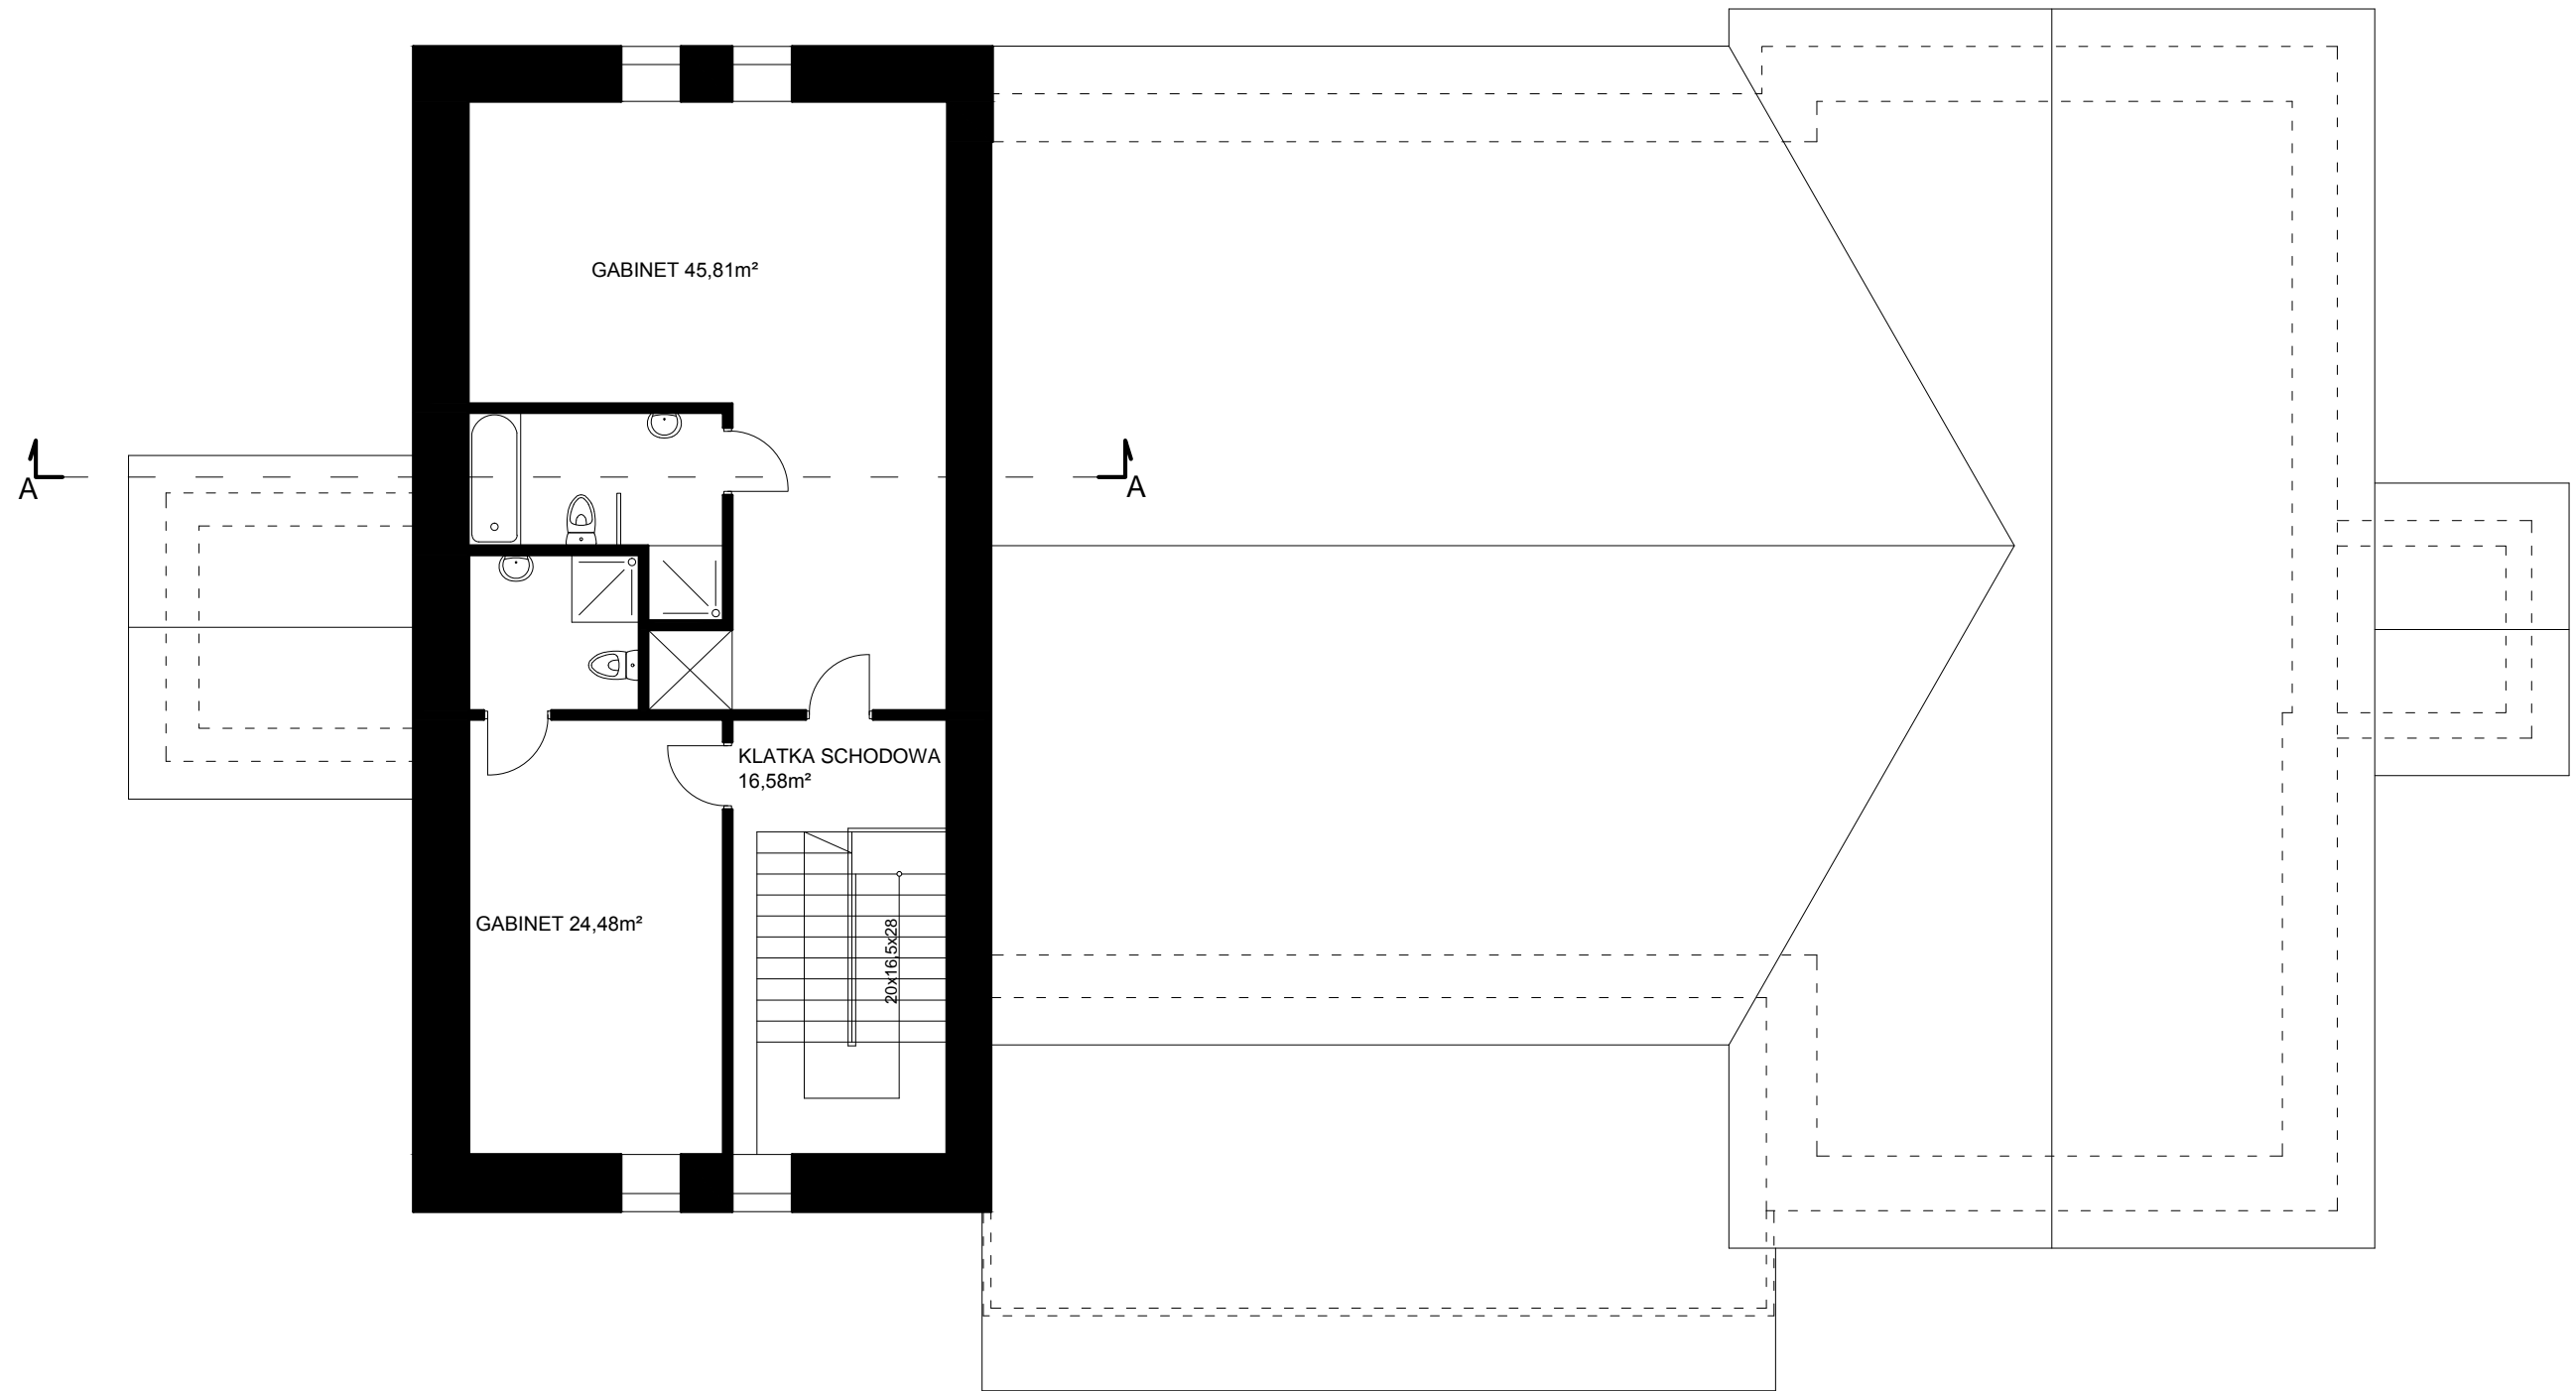 GABINET 45,81m²
A
A
KLATKA SCHODOWA
16,58m²
GABINET 24,48m²
20x16,5x28